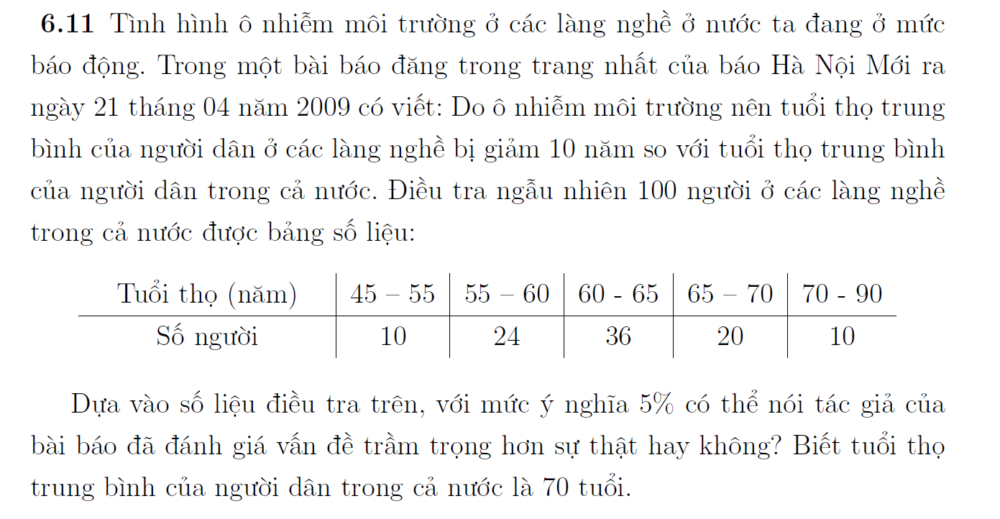 6.11 Tình hình ô nhiễm môi trường ở các làng nghề ở nước ta đang ở mức
báo động. Trong một bài báo đăng trong trang nhất của báo Hà Nội Mới ra
ngày 21 tháng 04 năm 2009 có viết: Do ô nhiễm môi trường nên tuổi thọ trung
bình của người dân ở các làng nghề bị giảm 10 năm so với tuổi thọ trung bình
của người dân trong cả nước. Điều tra ngẫu nhiên 100 người ở các làng nghề
trong cả nước được bảng số liệu:
Tuổi thọ (năm) 45 – 55 55 – 60 60 - 65 65 – 70 70 - 90
Số người 10 24 36 20 10
Dựa vào số liệu điều tra trên, với mức ý nghĩa 5% có thể nói tác giả của
bài báo đã đánh giá vấn đề trầm trọng hơn sự thật hay không? Biết tuổi thọ
trung bình của người dân trong cả nước là 70 tuổi.